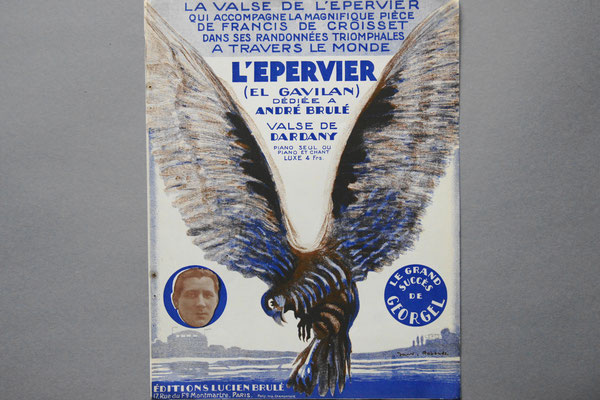 LA VALSE DE L'EPERVIER
QUI ACCOMPAGNE LA MAGNIFIQUE PIÈCE
DE FRANCIS DE CROISSET
DANS SES RANDONNÉES TRIOMPHALES
A TRAVERS LE MONDE
L'EPERVIER
(EL GAVILAN)
DÉDIÉE A
ANDRÉ BRULÉ
VALSE DE
DARDANY
PIANO SEUL OU
PIANO ET CHANT
LUXE 4 Frs.
LE GRAND
SUCCÈS
DE
GEORGEL
ÉDITIONS LUCIEN BRULÉ
17, Rue du Fg Montmartre, PARIS.